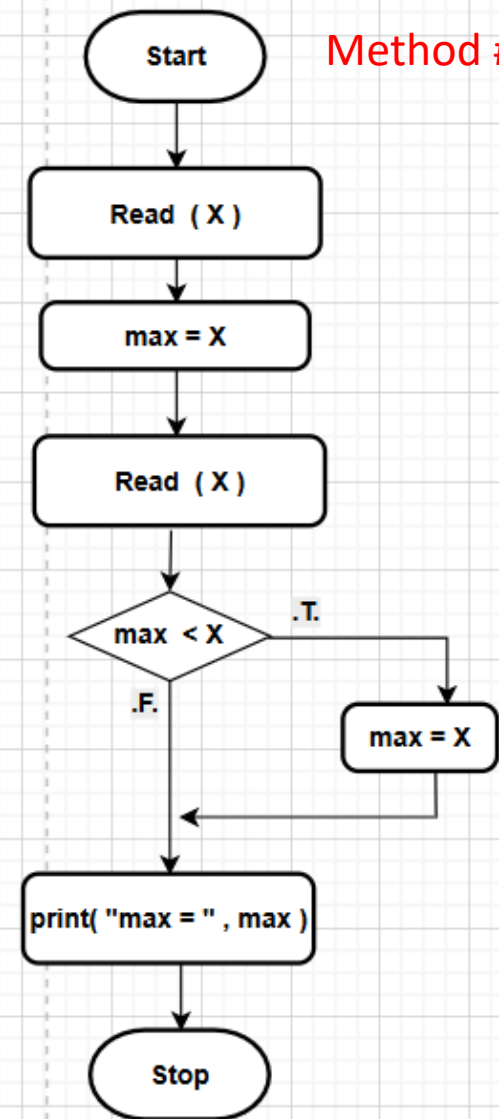 Start
Method #
Read ( X )
max = X
Read ( X )
max < X
.T.
.F.
max = X
print( "max = " , max )
Stop